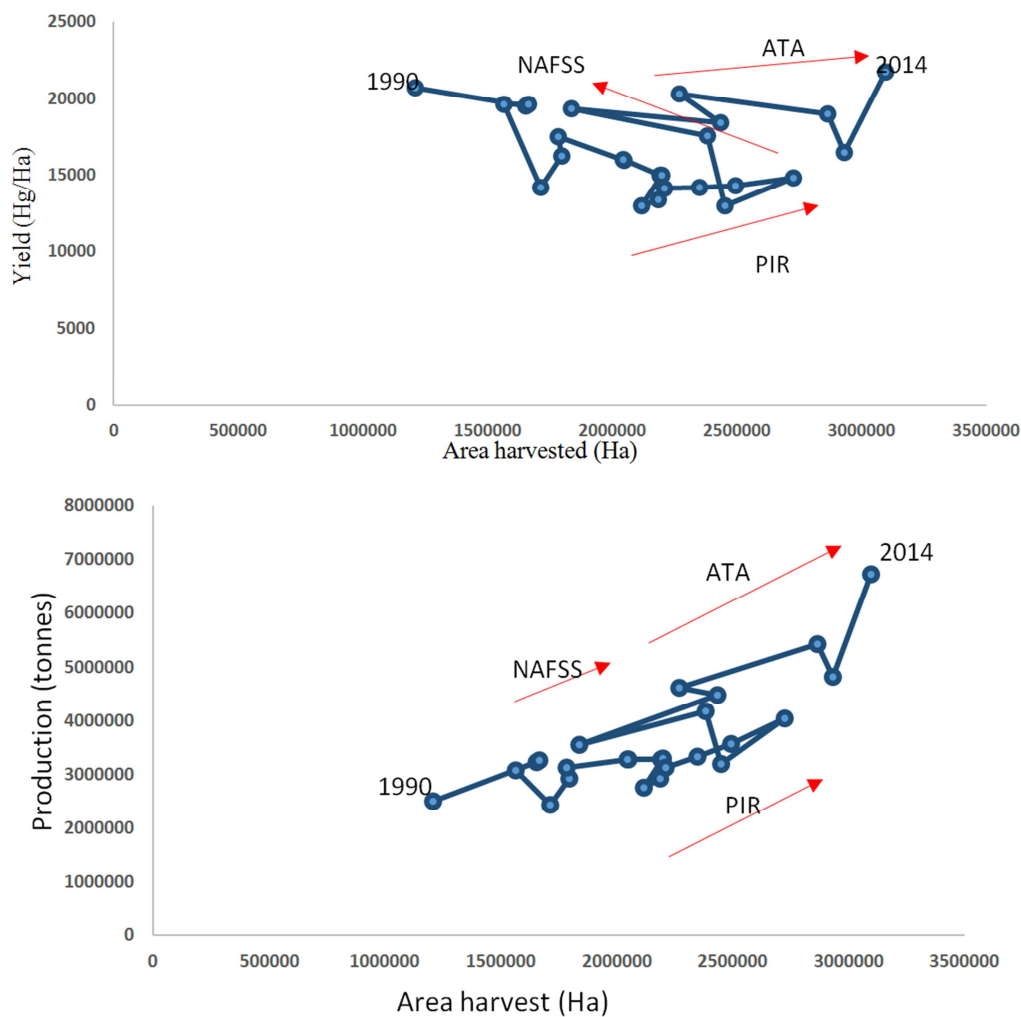 25000
ATA
NAFSS
1990
2014
20000
15000
Yield (Hg/Ha)
10000
PIR
5000
0
0 500000 1000000 1500000 2000000 2500000 3000000 3500000
Area harvested (Ha)
8000000
2014
7000000
ATA
6000000
Production (tonnes)
5000000
NAFSS
4000000
3000000
1990
PIR
2000000
1000000
0
0 500000 1000000 1500000 2000000 2500000 3000000 3500000
Area harvest (Ha)